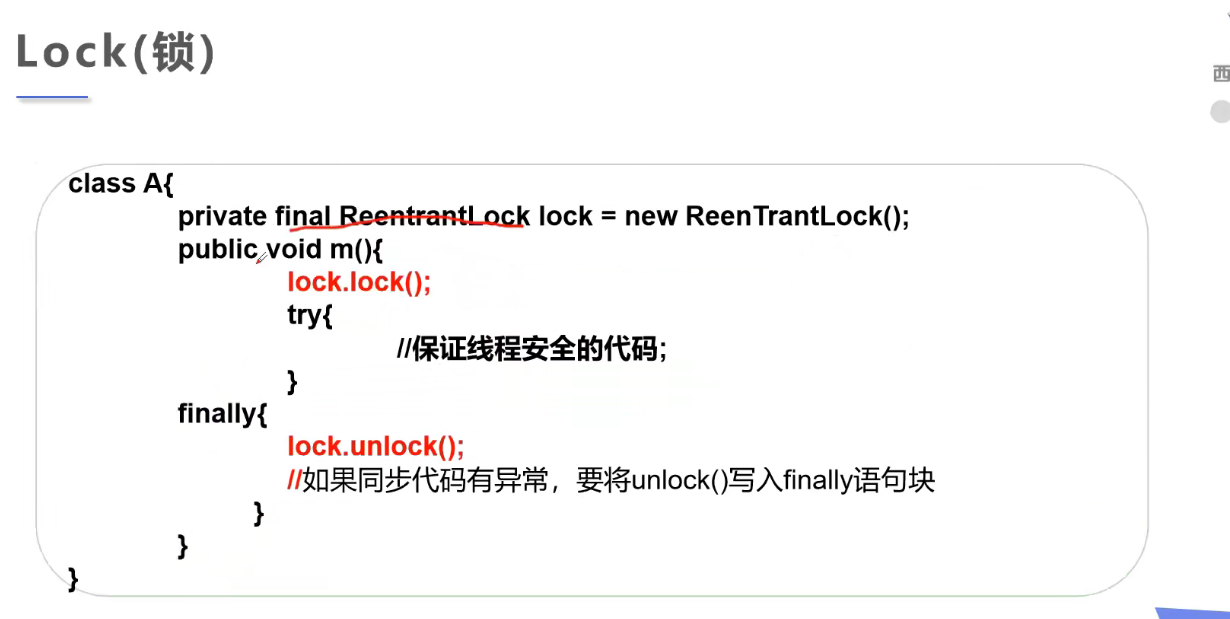 Lock(锁)
西
class A{
private final ReentrantLock lock = new ReenTrantLock();
public void m(){
lock.lock();
try{
//保证线程安全的代码;
}
finally{
lock.unlock();
//如果同步代码有异常，要将unlock()写入finally语句块
}
}
}